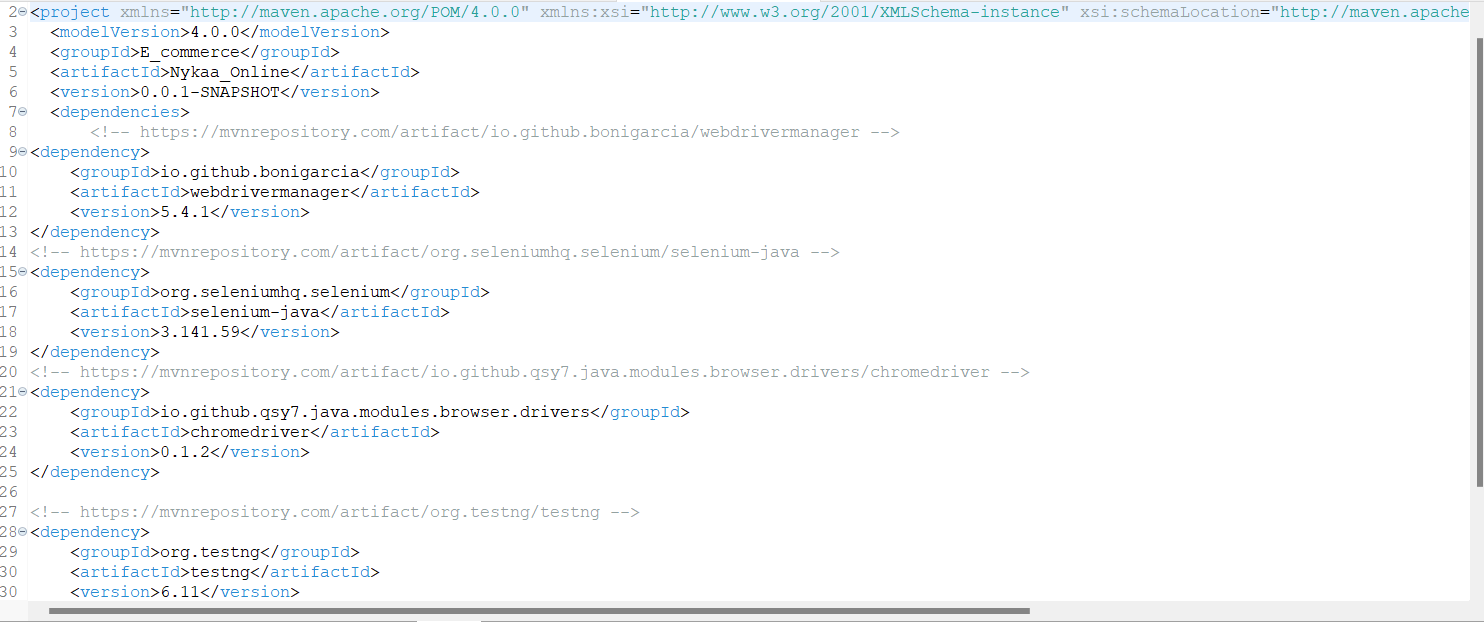 2 <project xmlns="http://maven.apache.org/POM/4.0.0" xmlns:xsi="http://www.w3.org/2001/XMLSchema-instance" xsi:schemaLocation="http://maven.apache
3 <modelVersion>4.0.0</modelVersion>
4 <groupId>E_commerce</groupId>
5 <artifactId>Nykaa_Online</artifactId>
6 <version>0.0.1-SNAPSHOT</version>
7 <dependencies>
8 <!-- https://mvnrepository.com/artifact/io.github.bonigarcia/webdrivermanager -->
9 <dependency>
10 <groupId>io.github.bonigarcia</groupId>
11 <artifactId>webdrivermanager</artifactId>
12 <version>5.4.1</version>
13 </dependency>
14 <!-- https://mvnrepository.com/artifact/org.seleniumhq.selenium/selenium-java -->
15 <dependency>
16 <groupId>org.seleniumhq.selenium</groupId>
17 <artifactId>selenium-java</artifactId>
18 <version>3.141.59</version>
19 </dependency>
20 <!-- https://mvnrepository.com/artifact/io.github.qsy7.java.modules.browser.drivers/chromedriver -->
21 <dependency>
22 <groupId>io.github.qsy7.java.modules.browser.drivers</groupId>
23 <artifactId>chromedriver</artifactId>
24 <version>0.1.2</version>
25 </dependency>
26
27 <!-- https://mvnrepository.com/artifact/org.testng/testng -->
28 <dependency>
29 <groupId>org.testng</groupId>
30 <artifactId>testng</artifactId>
30 <version>6.11</version>